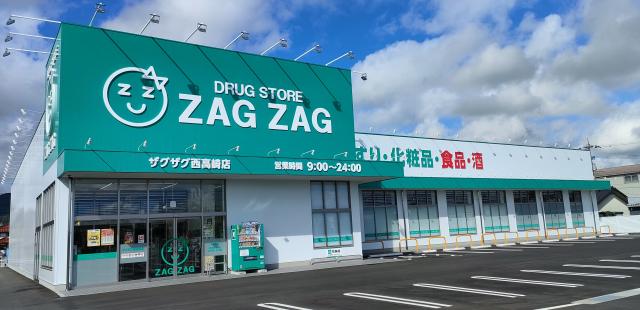 zz
DRUG STORE
ZAG ZAG
ザグザグ西高崎店
営業時間 9:00〜24:00
り・化粧品・食品・酒
ZAG ZAG